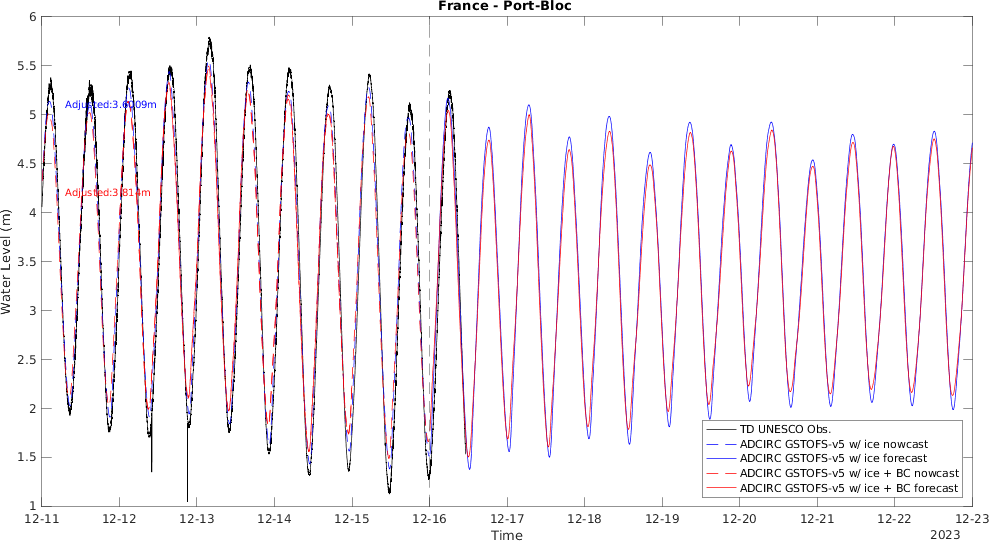 France - Port-Bloc
Water Level (m)
6
5.5
5
4.5
4
3.5
3
2.5
2
1.5
1
Adjusted:3.6009m
Adjusted:3.814m
TD UNESCO Obs.
ADCIRC GSTOFS-v5 w/ ice nowcast
ADCIRC GSTOFS-v5 w/ ice forecast
ADCIRC GSTOFS-v5 w/ ice + BC nowcast
ADCIRC GSTOFS-v5 w/ ice + BC forecast
12-11 12-12 12-13 12-14 12-15 12-16 12-17 12-18 12-19 12-20 12-21 12-22 12-23
Time
2023